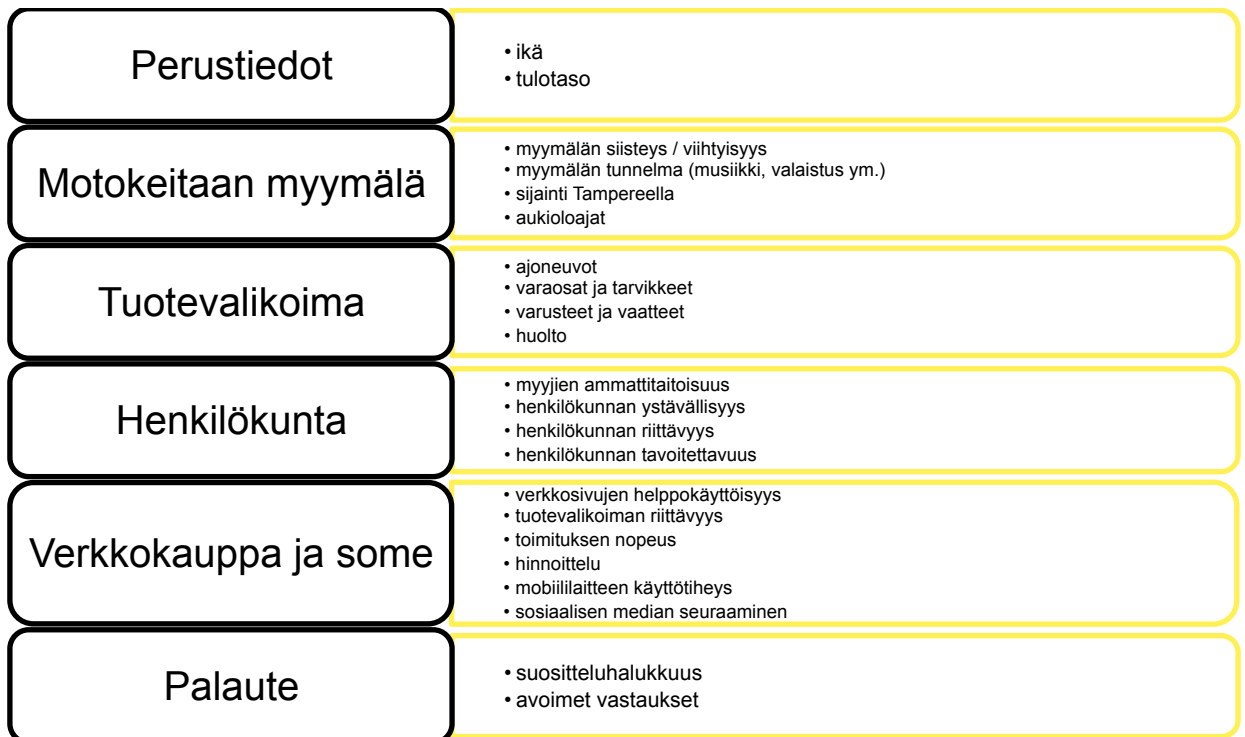 Perustiedot
• ikä
• tulotaso
Motokeitaan myymälä
• myymälän siisteys / viihtyisyys
• myymälän tunnelma (musiikki, valaistus ym.)
• sijainti Tampereella
• aukioloajat
Tuotevalikoima
• ajoneuvot
• varaosat ja tarvikkeet
• varusteet ja vaatteet
• huolto
Henkilökunta
• myyjien ammattitaitoisuus
• henkilökunnan ystävällisyys
• henkilökunnan riittävyys
• henkilökunnan tavoitettavuus
Verkkokauppa ja some
• verkkosivujen helppokäyttöisyys
• tuotevalikoiman riittävyys
• toimituksen nopeus
• hinnoittelu
• mobiililaitteen käyttötiheys
• sosiaalisen median seuraaminen
Palaute
• suositteluhalukkuus
• avoimet vastaukset